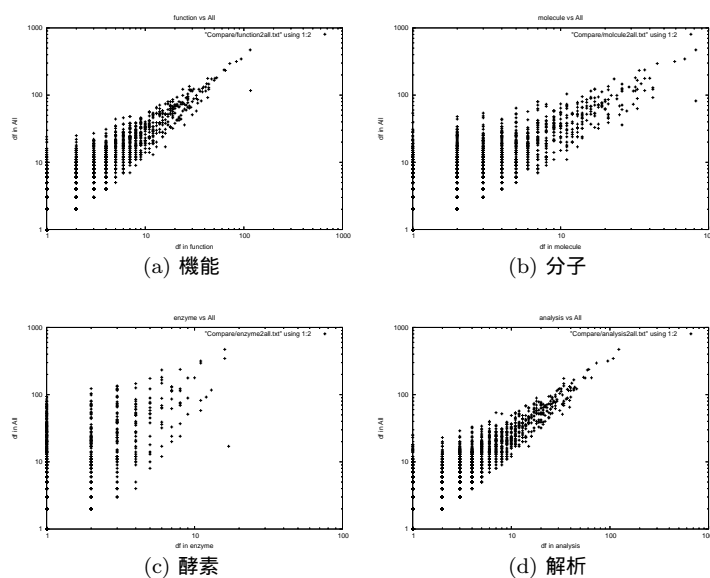 function vs All
"Compare/function2all.txt" using 1:2
1000
100
10
1
df in All
1 10 100 1000
df in function
(a) 機能
molecule vs All
"Compare/molcule2all.txt" using 1:2
1000
100
10
1
df in All
1 10 100
df in molecule
(b) 分子
enzyme vs All
"Compare/enzyme2all.txt" using 1:2
1000
100
10
1
df in All
1 10 100
df in enzyme
(c) 酵素
analysis vs All
"Compare/analysis2all.txt" using 1:2
1000
100
10
1
df in All
1 10 100
df in analysis
(d) 解析